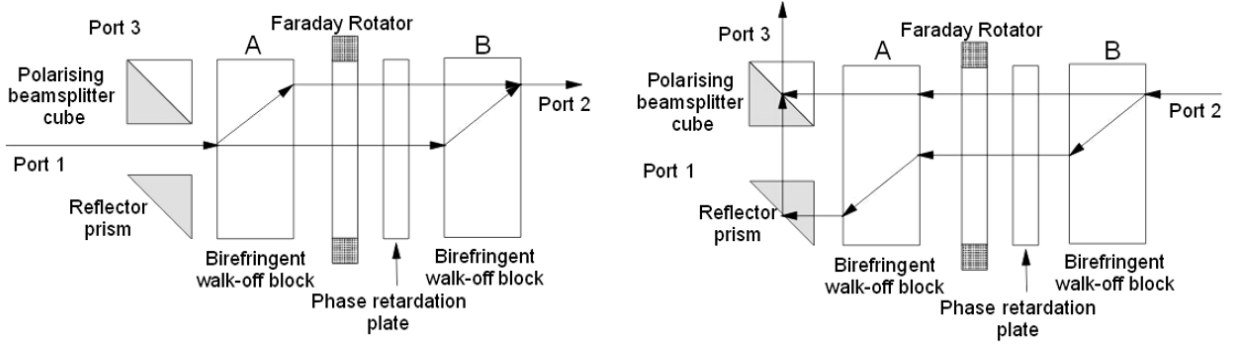 Faraday Rotator
Port 3
A
B
Polarising
beamsplitter
cube
Port 2
Port 1
Reflector
prism
Birefringent
walk-off block
Birefringent
walk-off block
Phase retardation
plate
Faraday Rotator
Port 3
A
B
Polarising
beamsplitter
cube
Port 2
Port 1
Reflector
prism
Birefringent
walk-off block
Birefringent
walk-off block
Phase retardation
plate